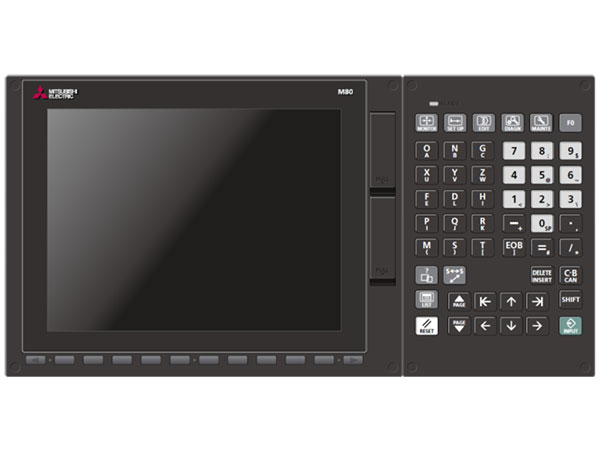 MITSUBISHI
ELECTRIC
M80
MONITOR SET UP EDIT DIAGN MAINTE F0
O A N B G C 7 8 ; 9 $
X U Y V Z W 4 5 @ 6 ~
F E D L H ! 1 < 2 > 3 \
P I Q J R K - + 0 SP . ,
M ( S ) T [ EOB ] = # / *
? $↔$ DELETE INSERT C·B CAN
LIST PAGE SHIFT
RESET PAGE INPUT